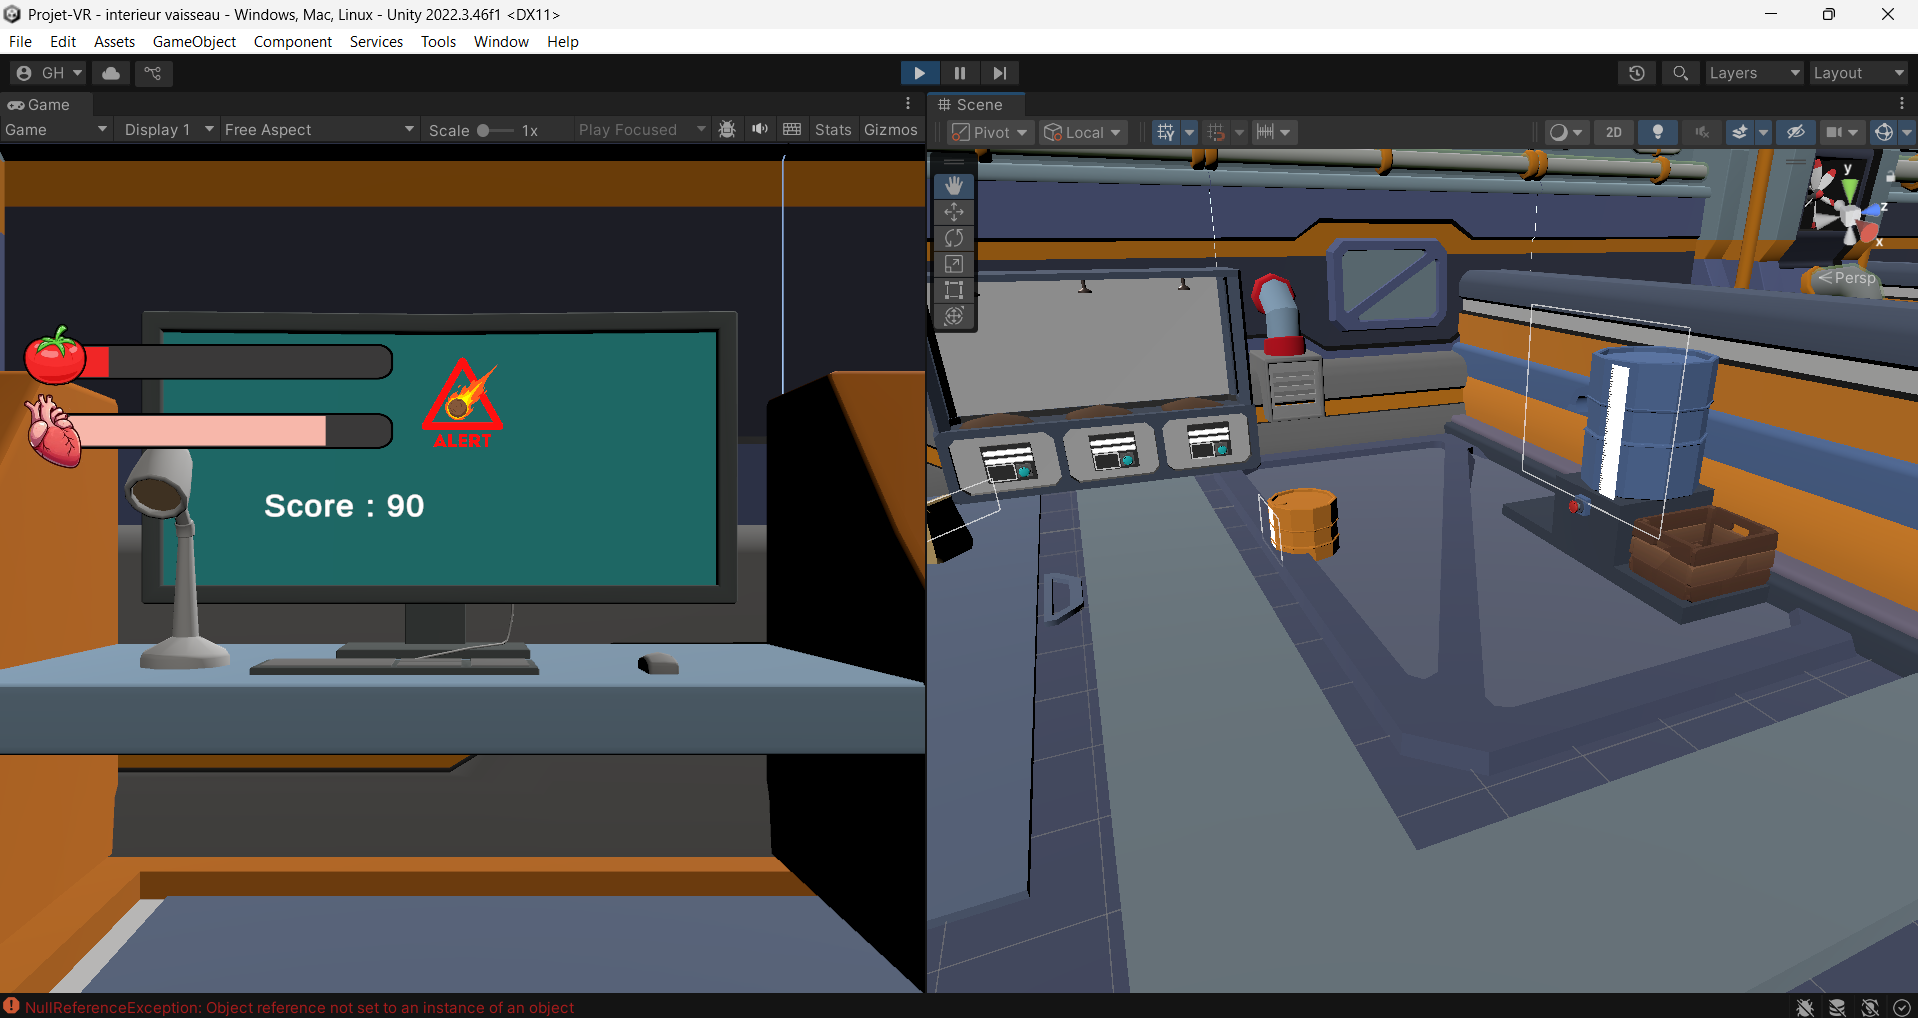 Projet-VR - interieur vaisseau - Windows, Mac, Linux - Unity 2022.3.46f1 <DX11>
File Edit Assets GameObject Component Services Tools Window Help
GH Layers Layout
Game
Game Display 1 Free Aspect Scale 1x Play Focused Stats Gizmos
Scene
Pivot Local 2D
y
z
x
Persp
ALERT
Score : 90
NullReferenceException: Object reference not set to an instance of an object